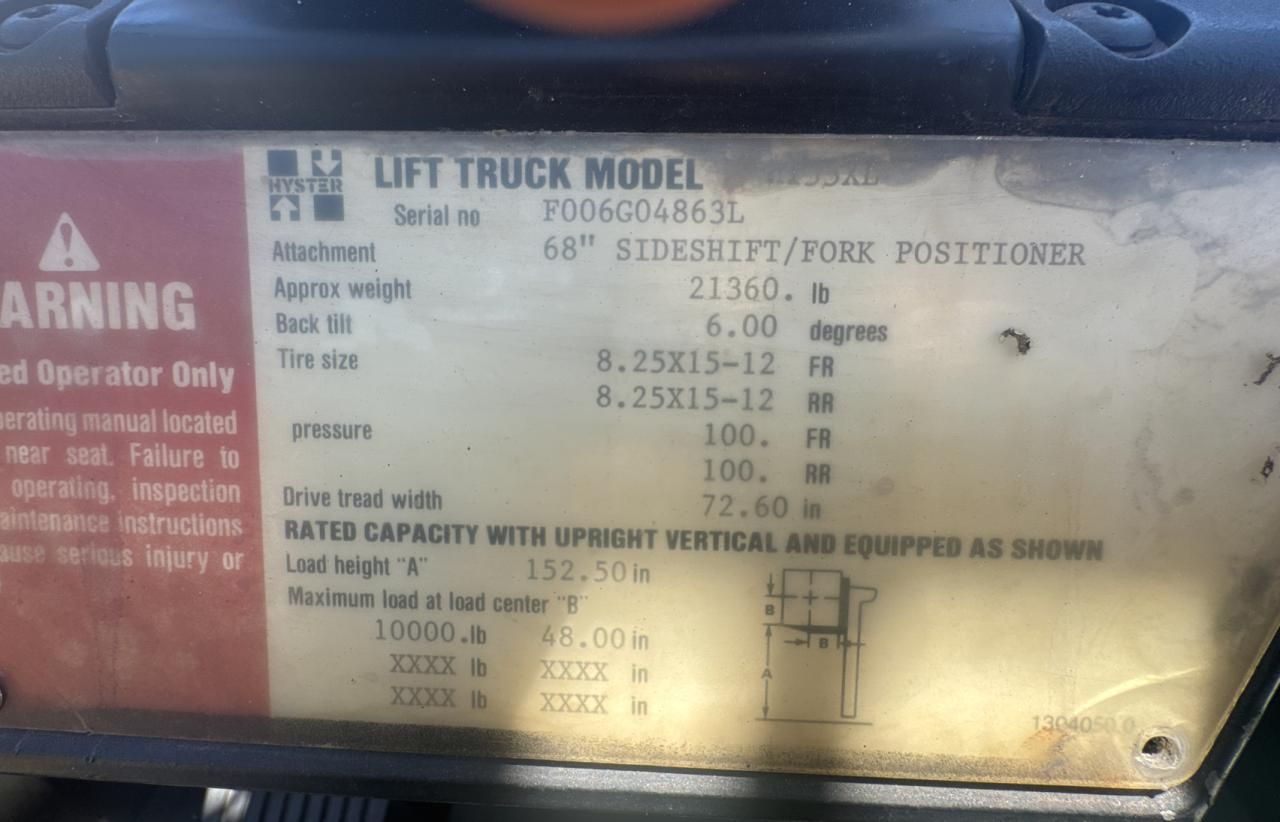 HYSTER
LIFT TRUCK MODEL
Serial no F006G04863L
Attachment 68" SIDESHIFT/FORK POSITIONER
Approx weight 21360. lb
Back tilt 6.00 degrees
Tire size 8.25X15-12 FR
8.25X15-12 RR
pressure 100. FR
100. RR
Drive tread width 72.60 in
RATED CAPACITY WITH UPRIGHT VERTICAL AND EQUIPPED AS SHOWN
Load height "A" 152.50 in
Maximum load at load center "B"
10000. lb 48.00 in
XXXX lb XXXX in
XXXX lb XXXX in
B
B
A
ARNING
ed Operator Only
perating manual located
near seat. Failure to
operating, inspection
aintenance instructions
ause serious injury or